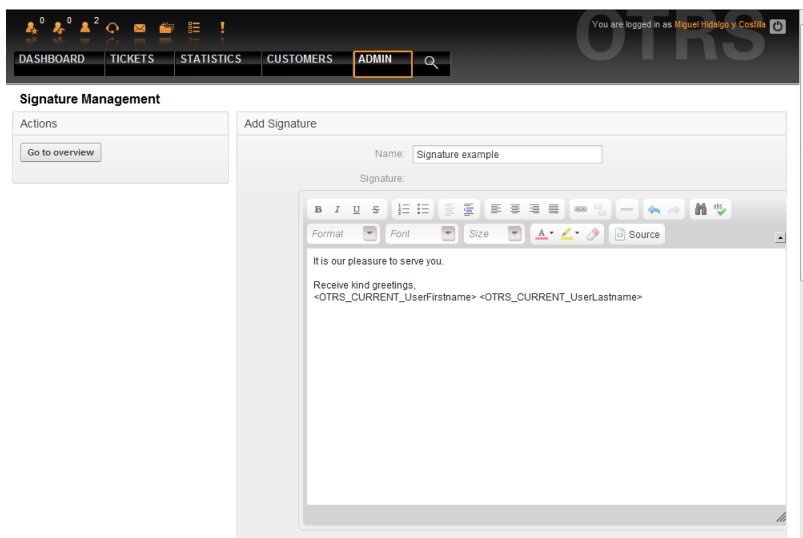 0 0 2
You are logged in as Miguel Hidalgo y Costilla
OTRS
DASHBOARD TICKETS STATISTICS CUSTOMERS ADMIN
Signature Management
Actions
Go to overview
Add Signature
Name: Signature example
Signature:
B I U S
Format Font Size A Source
It is our pleasure to serve you.
Receive kind greetings,
<OTRS_CURRENT_UserFirstname> <OTRS_CURRENT_UserLastname>